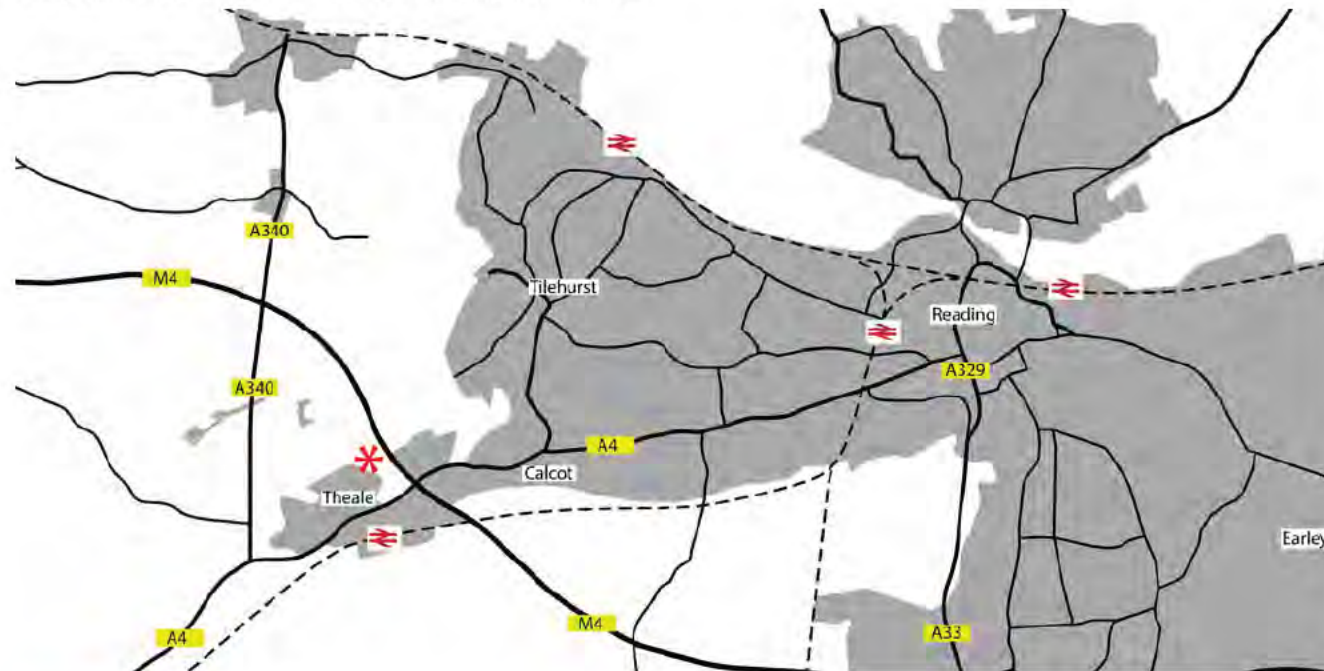 A340
M4
Tilehurst
Reading
A329
A340
A4
Calcot
Theale
Earley
M4
A33
A4